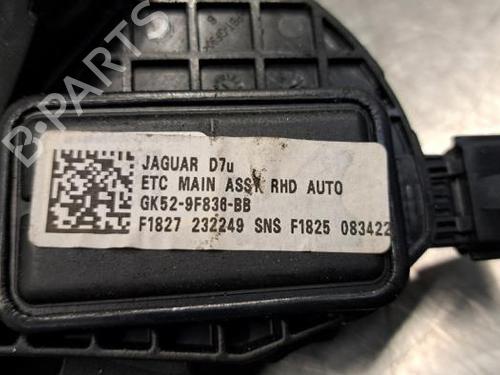 B-PARTS
JAGUAR D7u
ETC MAIN ASSY RHD AUTO
GK52-9F836-BB
F1827 232249 SNS F1825 083422